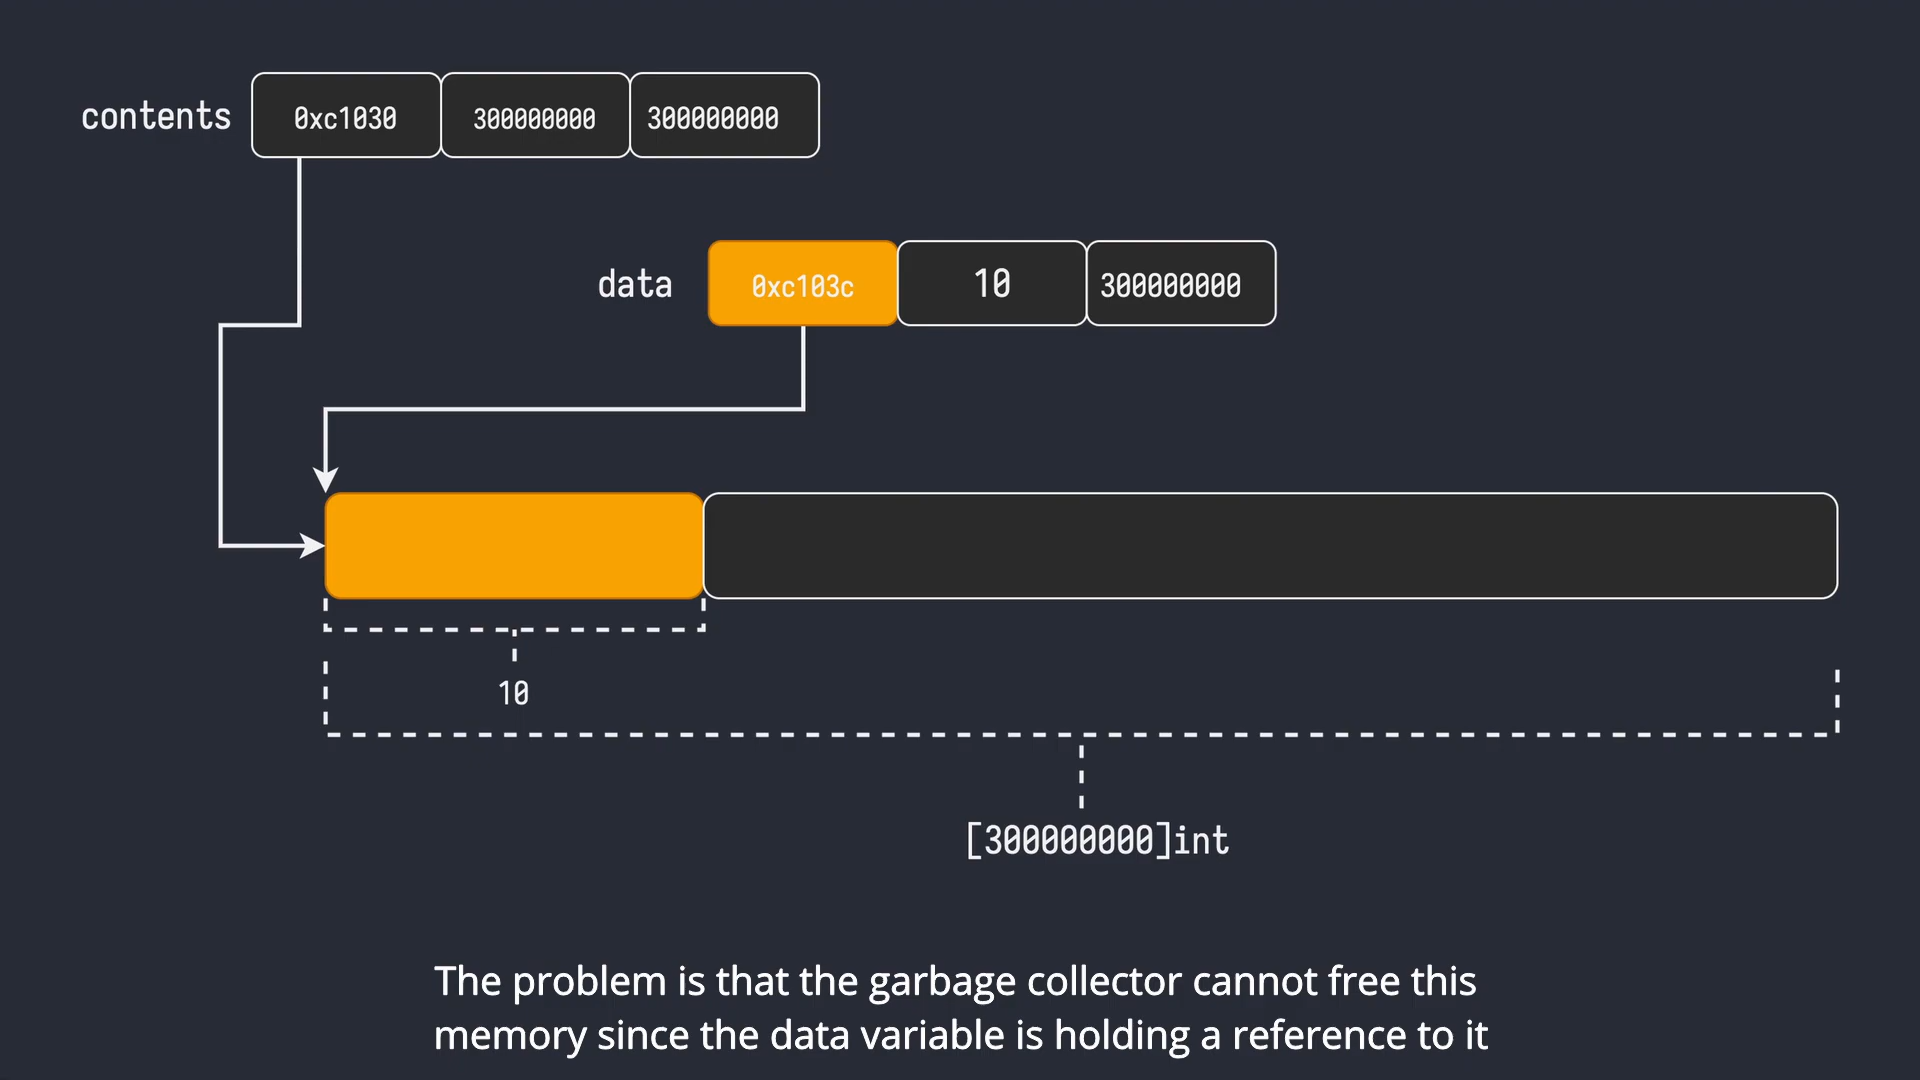 contents 0xc1030 300000000 300000000
data 0xc103c 10 300000000
10
[300000000]int
The problem is that the garbage collector cannot free this
memory since the data variable is holding a reference to it